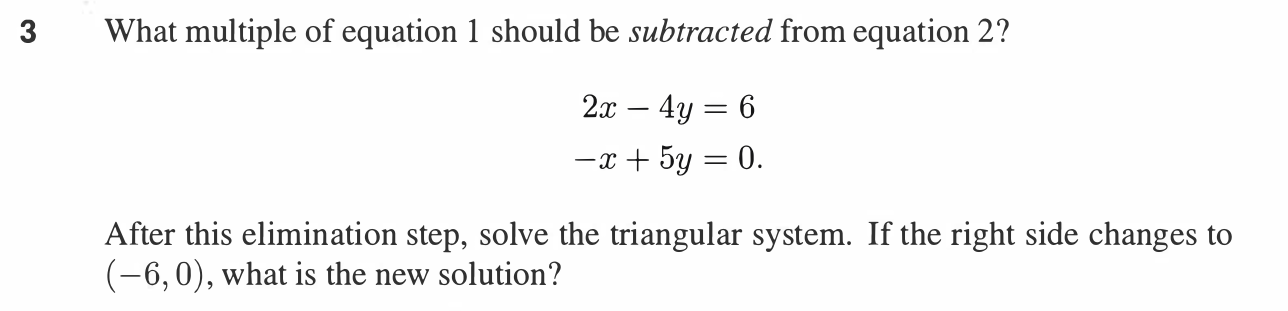 3 What multiple of equation 1 should be subtracted from equation 2?
2x − 4y = 6
−x + 5y = 0.
After this elimination step, solve the triangular system. If the right side changes to
(−6, 0), what is the new solution?